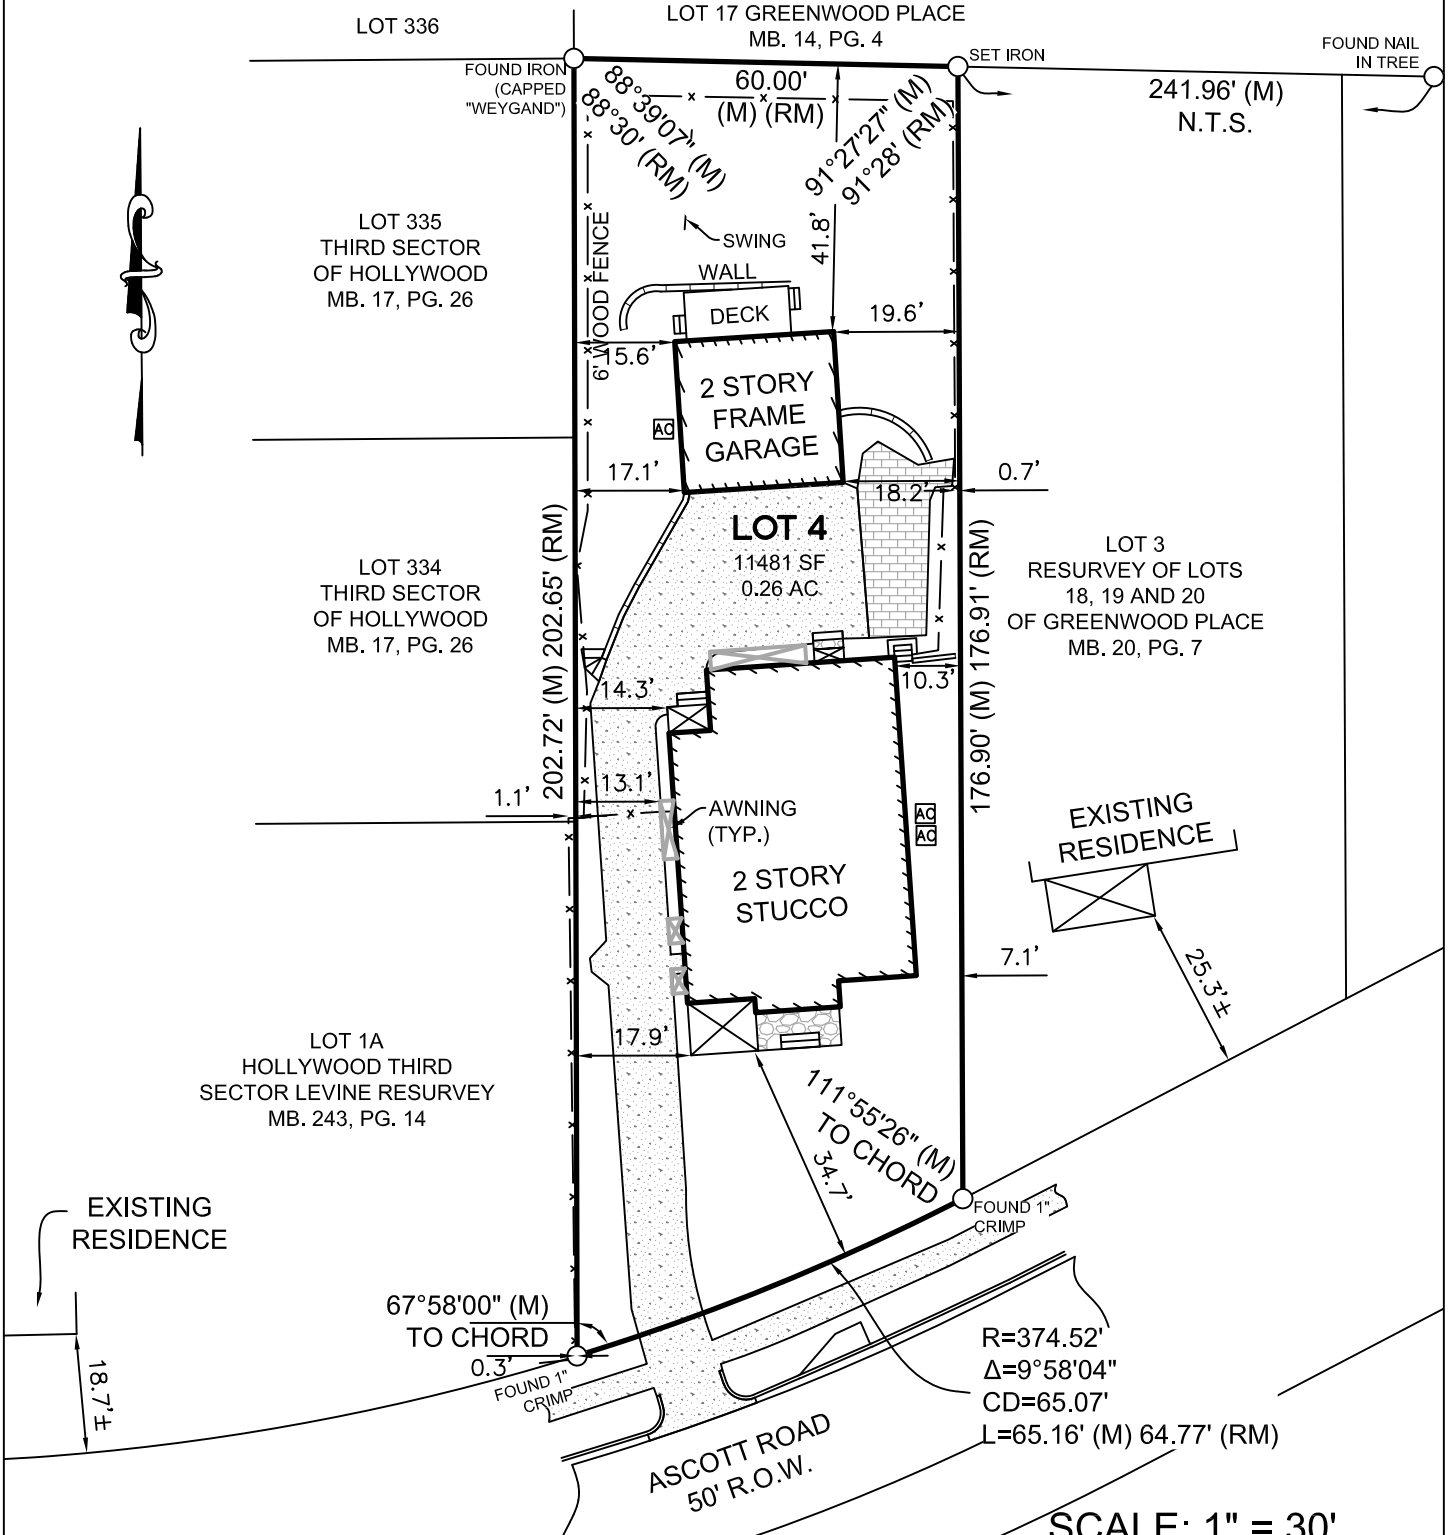 LOT 336
LOT 17 GREENWOOD PLACE
MB. 14, PG. 4
SET IRON
FOUND NAIL
IN TREE
FOUND IRON
(CAPPED
"WEYGAND")
60.00'
(M) (RM)
88°39'07" (M)
88°30' (RM)
91°27'27" (M)
91°28' (RM)
241.96' (M)
N.T.S.
LOT 335
THIRD SECTOR
OF HOLLYWOOD
MB. 17, PG. 26
6' WOOD FENCE
SWING
41.8'
WALL
DECK
19.6'
15.6'
2 STORY
FRAME
GARAGE
AC
17.1'
18.2'
0.7'
LOT 4
11481 SF
0.26 AC
LOT 334
THIRD SECTOR
OF HOLLYWOOD
MB. 17, PG. 26
202.72' (M) 202.65' (RM)
176.90' (M) 176.91' (RM)
LOT 3
RESURVEY OF LOTS
18, 19 AND 20
OF GREENWOOD PLACE
MB. 20, PG. 7
14.3'
10.3'
13.1'
1.1'
AWNING
(TYP.)
AC
AC
EXISTING
RESIDENCE
2 STORY
STUCCO
7.1'
25.3'±
LOT 1A
HOLLYWOOD THIRD
SECTOR LEVINE RESURVEY
MB. 243, PG. 14
17.9'
111°55'26" (M)
TO CHORD
34.7'
FOUND 1"
CRIMP
EXISTING
RESIDENCE
18.7'±
67°58'00" (M)
TO CHORD
0.3'
FOUND 1"
CRIMP
R=374.52'
Δ=9°58'04"
CD=65.07'
L=65.16' (M) 64.77' (RM)
ASCOTT ROAD
50' R.O.W.
SCALE: 1" = 30'